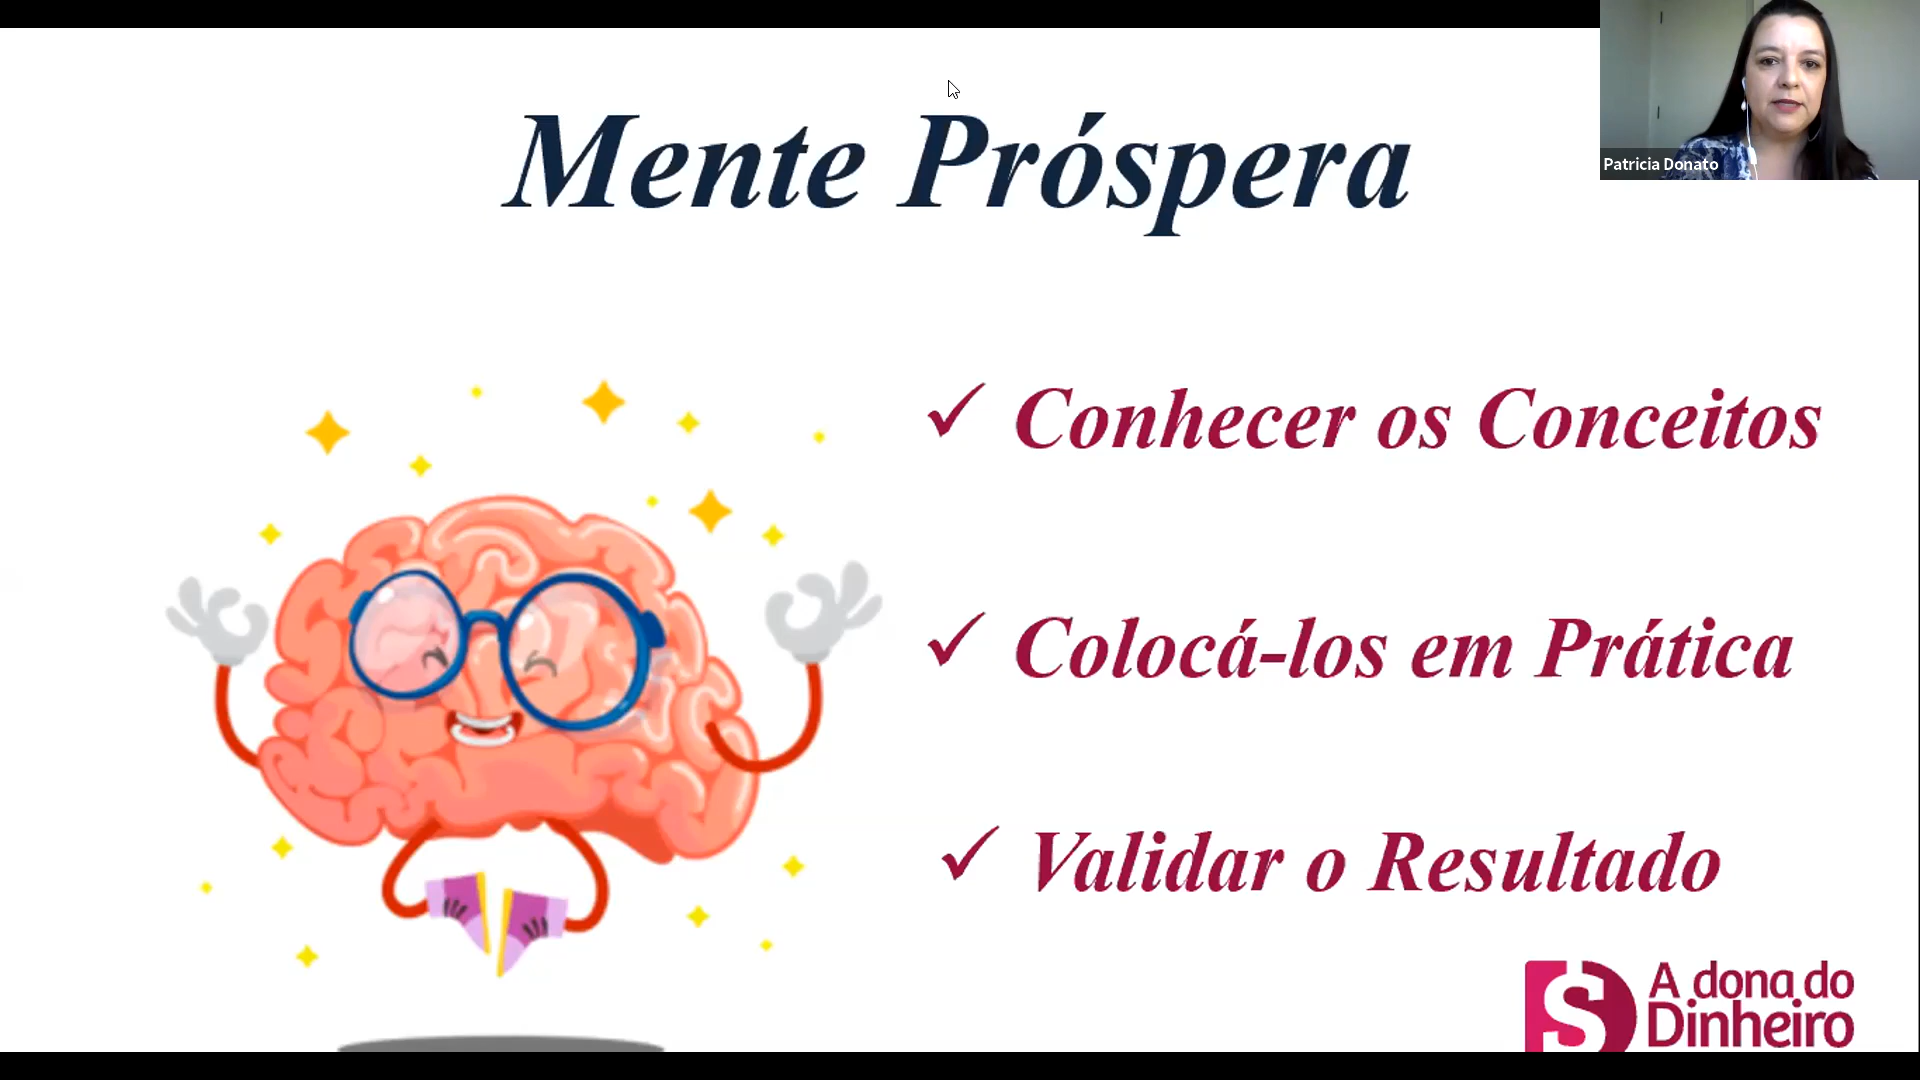 Mente Próspera
Patricia Donato
✓ Conhecer os Conceitos
✓ Colocá-los em Prática
✓ Validar o Resultado
A dona do
Dinheiro